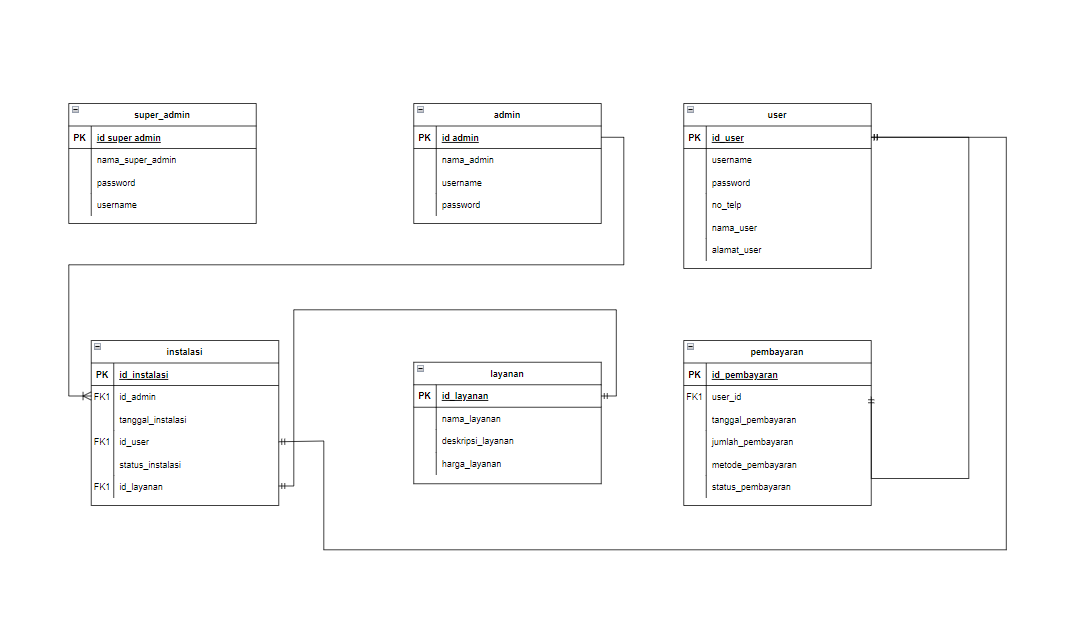 super_admin
PK id super admin
nama_super_admin
password
username
admin
PK id admin
nama_admin
username
password
user
PK id_user
username
password
no_telp
nama_user
alamat_user
instalasi
PK id_instalasi
FK1 id_admin
tanggal_instalasi
FK1 id_user
status_instalasi
FK1 id_layanan
layanan
PK id_layanan
nama_layanan
deskripsi_layanan
harga_layanan
pembayaran
PK id_pembayaran
FK1 user_id
tanggal_pembayaran
jumlah_pembayaran
metode_pembayaran
status_pembayaran